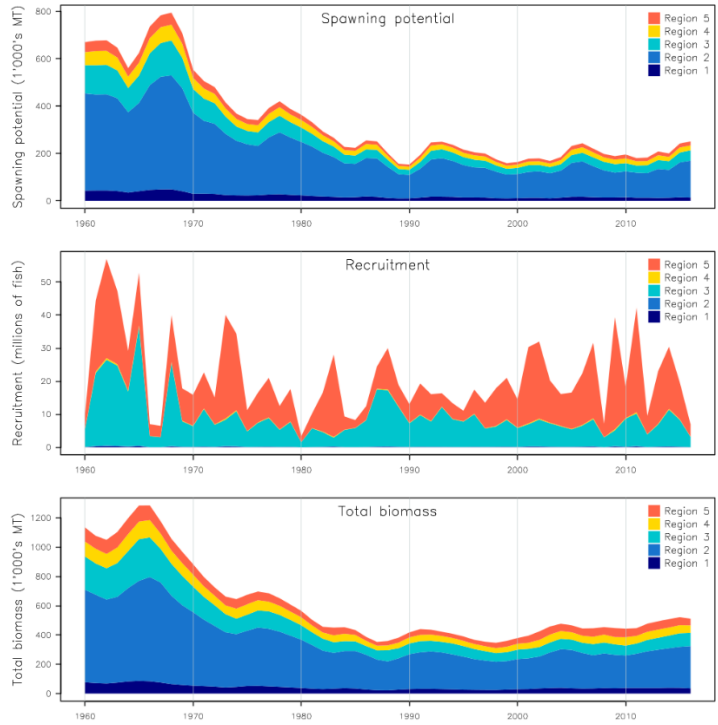 Spawning potential
Spawning potential (1'000's MT)
800
600
400
200
0
Region 5
Region 4
Region 3
Region 2
Region 1
1960 1970 1980 1990 2000 2010
Recruitment
Recruitment (millions of fish)
50
40
30
20
10
0
Region 5
Region 4
Region 3
Region 2
Region 1
1960 1970 1980 1990 2000 2010
Total biomass
Total biomass (1'000's MT)
1200
1000
800
600
400
200
0
Region 5
Region 4
Region 3
Region 2
Region 1
1960 1970 1980 1990 2000 2010